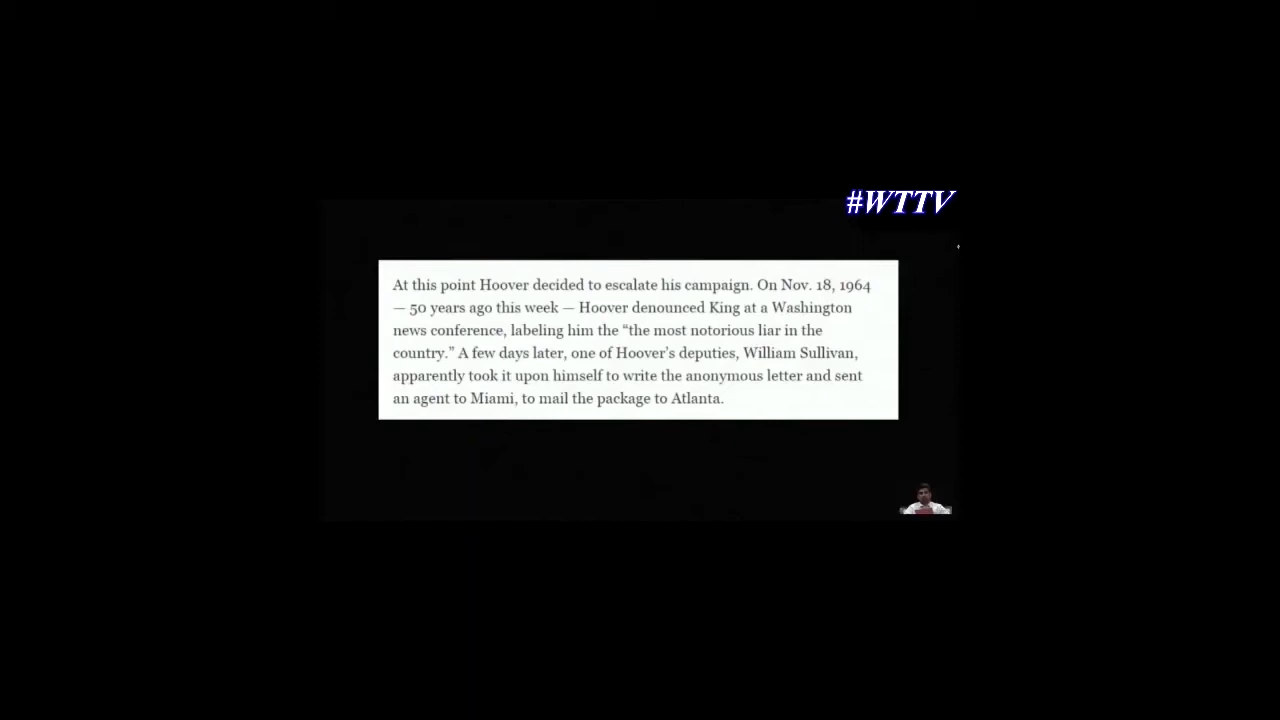 #WTTV
At this point Hoover decided to escalate his campaign. On Nov. 18, 1964
— 50 years ago this week — Hoover denounced King at a Washington
news conference, labeling him the “the most notorious liar in the
country.” A few days later, one of Hoover’s deputies, William Sullivan,
apparently took it upon himself to write the anonymous letter and sent
an agent to Miami, to mail the package to Atlanta.